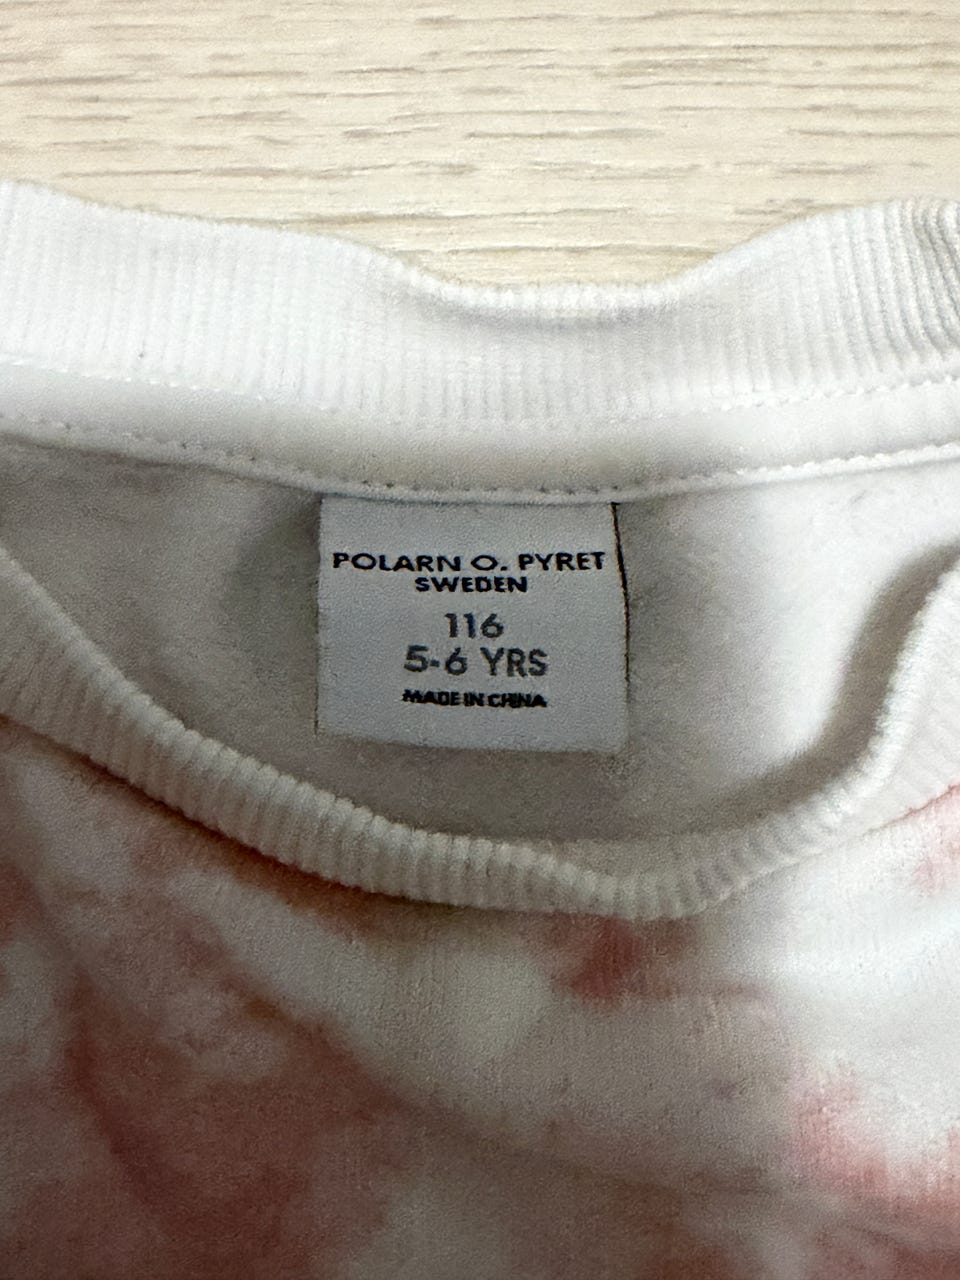 POLARN O. PYRET
SWEDEN
116
5-6 YRS
MADE IN CHINA